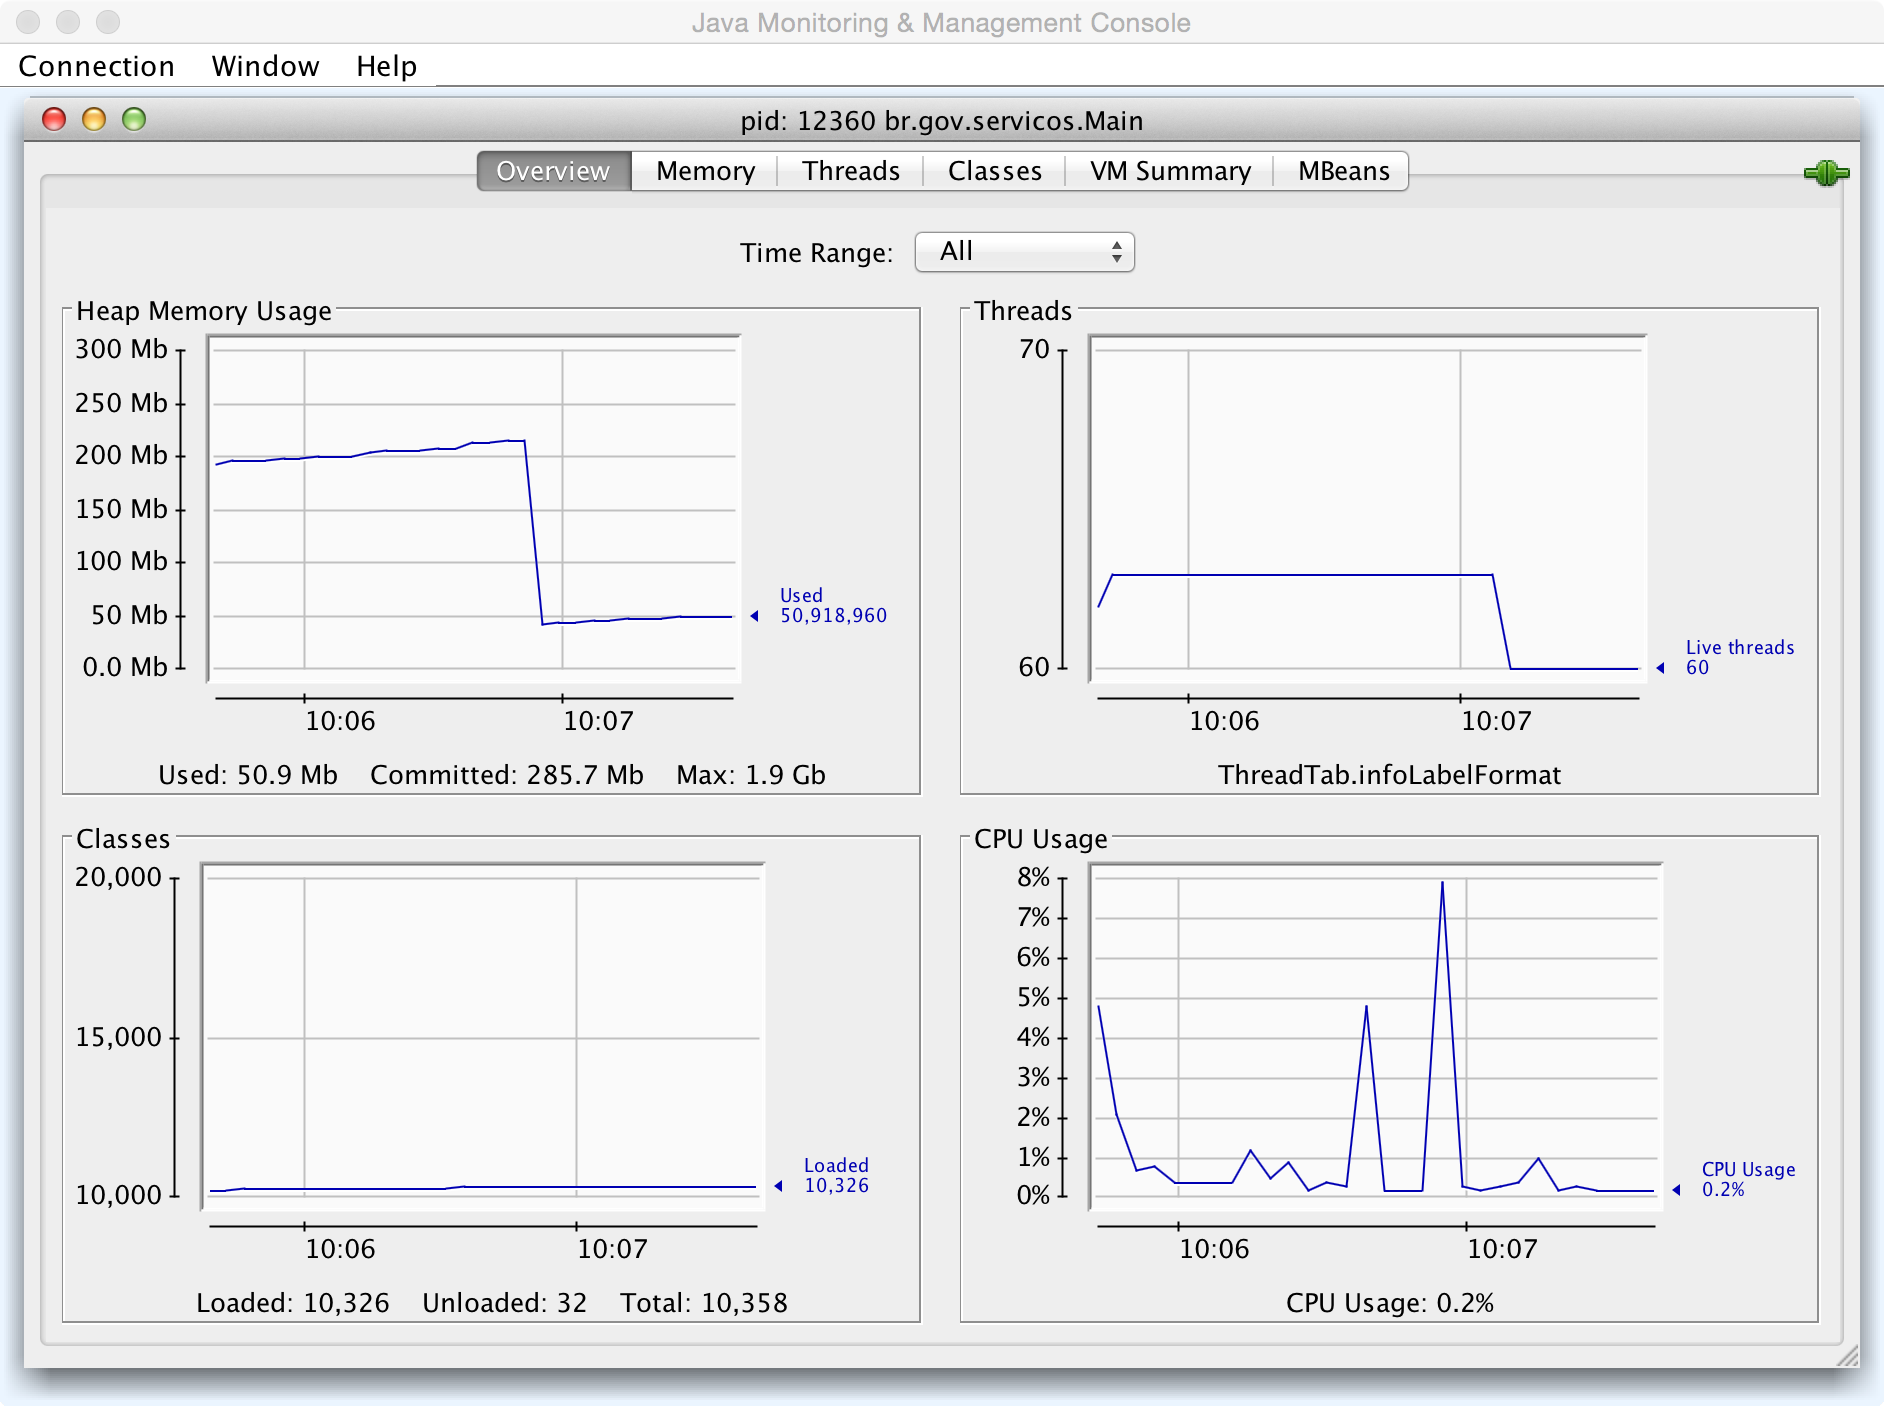 Java Monitoring & Management Console
Connection Window Help
pid: 12360 br.gov.servicos.Main
Overview Memory Threads Classes VM Summary MBeans
Time Range: All
Heap Memory Usage
300 Mb
250 Mb
200 Mb
150 Mb
100 Mb
50 Mb
0.0 Mb
Used
50,918,960
10:06 10:07
Used: 50.9 Mb Committed: 285.7 Mb Max: 1.9 Gb
Threads
70
60
Live threads
60
10:06 10:07
ThreadTab.infoLabelFormat
Classes
20,000
15,000
10,000
Loaded
10,326
10:06 10:07
Loaded: 10,326 Unloaded: 32 Total: 10,358
CPU Usage
8%
7%
6%
5%
4%
3%
2%
1%
0%
CPU Usage
0.2%
10:06 10:07
CPU Usage: 0.2%